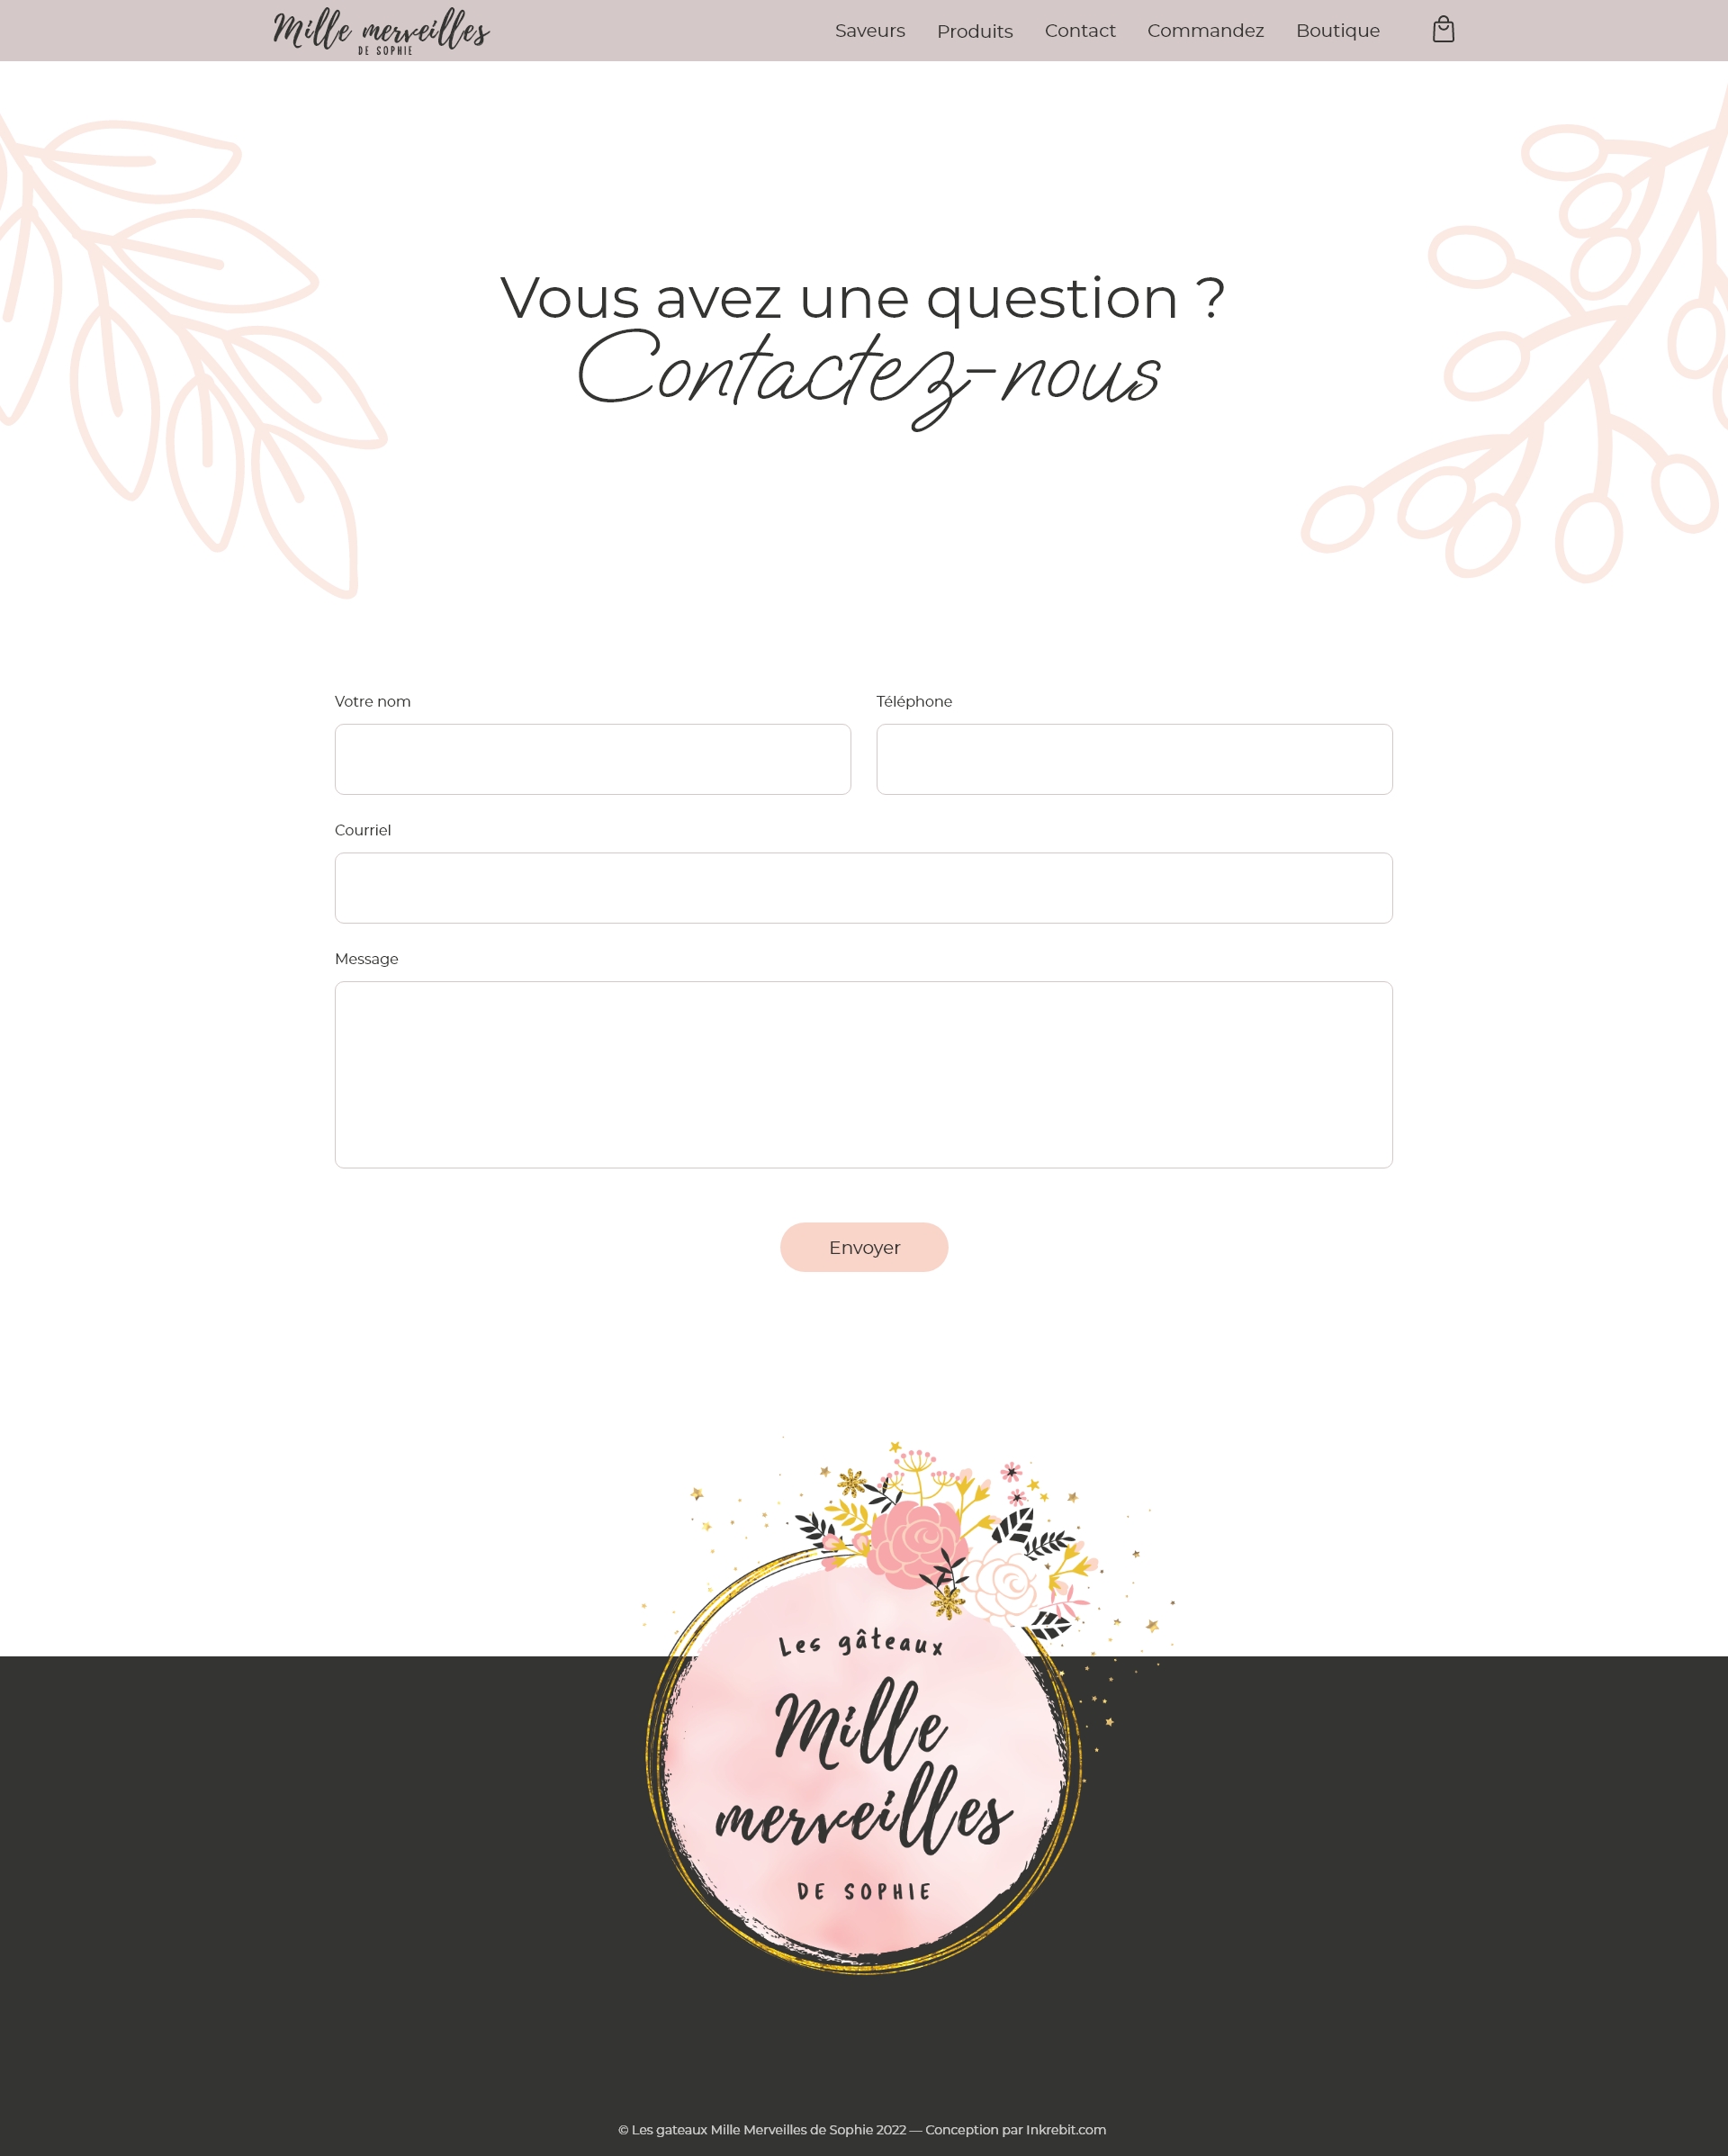 Mille merveilles
DE SOPHIE
Saveurs Produits Contact Commandez Boutique
Vous avez une question ?
Contactez-nous
Votre nom Téléphone
Courriel
Message
Envoyer
Les gâteaux
Mille
merveilles
DE SOPHIE
© Les gateaux Mille Merveilles de Sophie 2022 — Conception par Inkrebit.com